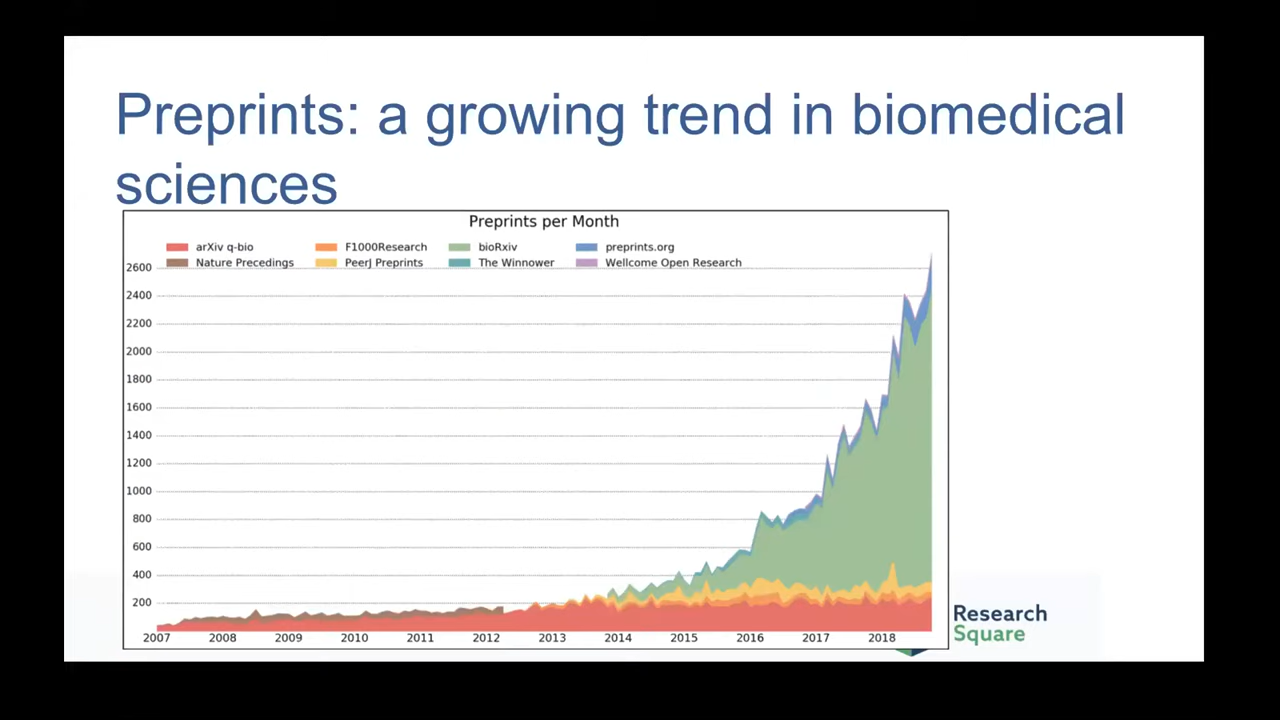 Preprints: a growing trend in biomedical
sciences
Preprints per Month
arXiv q-bio F1000Research bioRxiv preprints.org
Nature Precedings PeerJ Preprints The Winnower Wellcome Open Research
2600
2400
2200
2000
1800
1600
1400
1200
1000
800
600
400
200
2007 2008 2009 2010 2011 2012 2013 2014 2015 2016 2017 2018
Research
Square